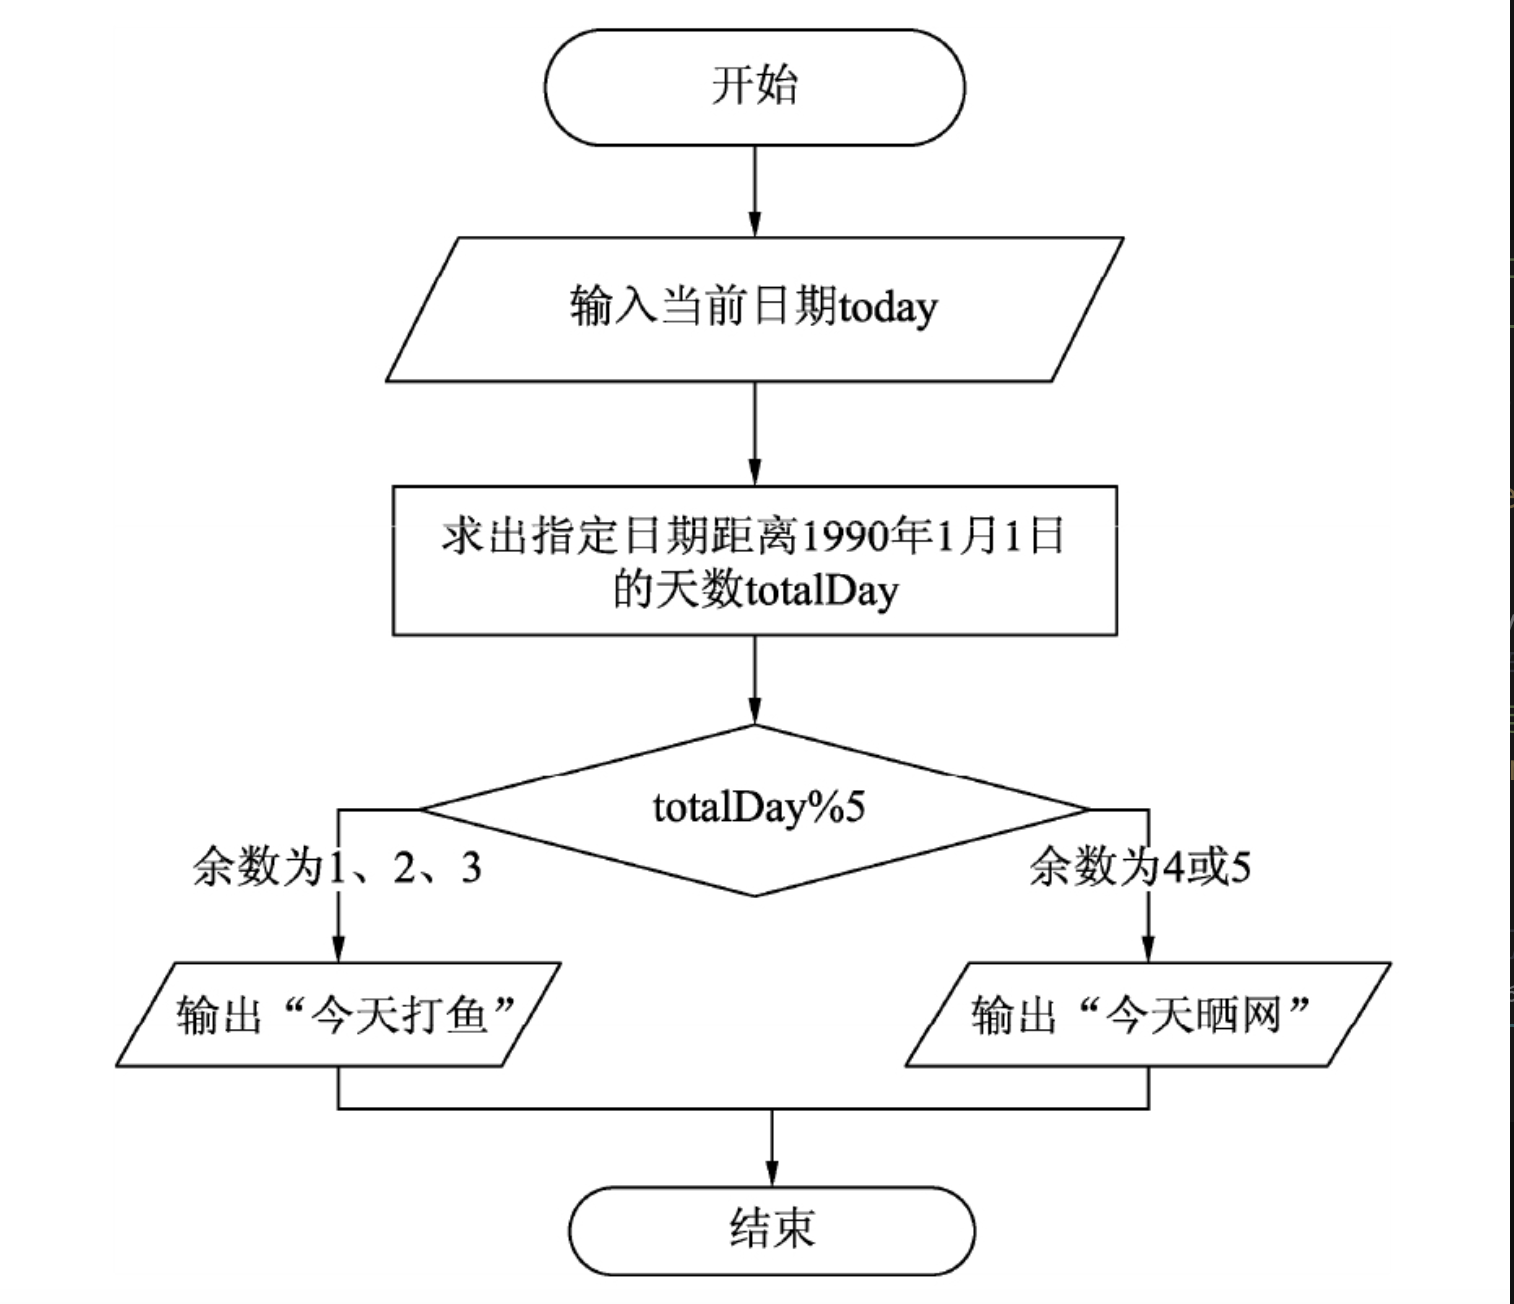 开始
输入当前日期today
求出指定日期距离1990年1月1日
的天数totalDay
totalDay%5
余数为1、2、3
余数为4或5
输出“今天打鱼”
输出“今天晒网”
结束